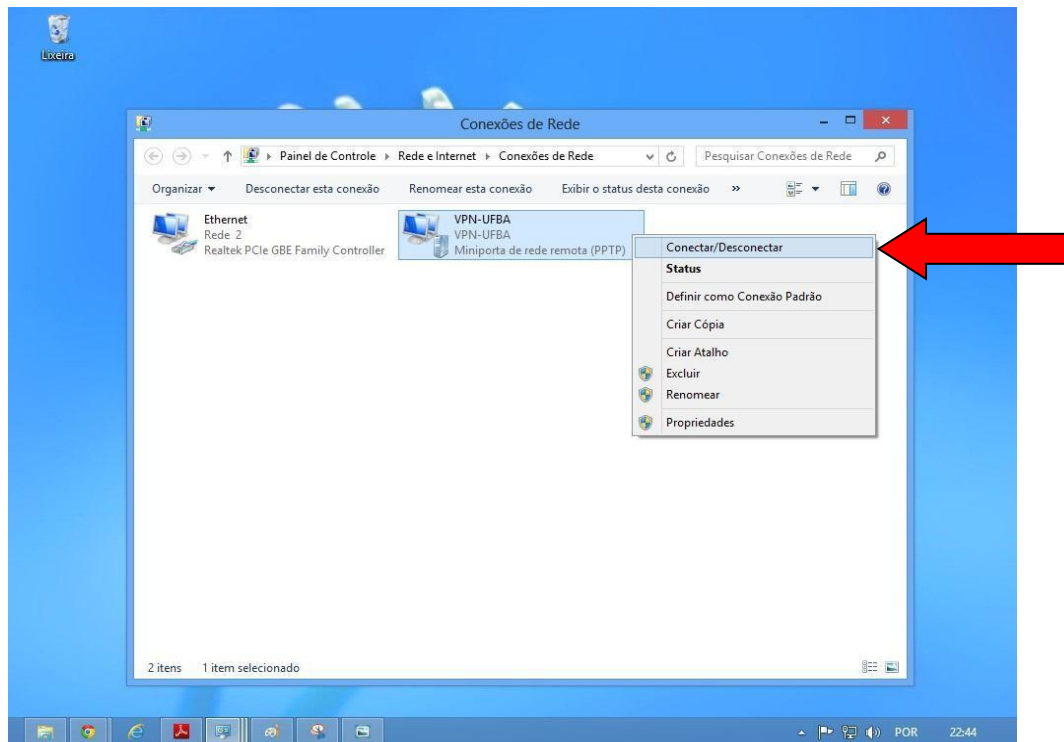 Lixeira
Conexões de Rede
Painel de Controle Rede e Internet Conexões de Rede
Pesquisar Conexões de Rede
Organizar Desconectar esta conexão Renomear esta conexão Exibir o status desta conexão »
Ethernet
Rede 2
Realtek PCIe GBE Family Controller
VPN-UFBA
VPN-UFBA
Miniporta de rede remota (PPTP)
Conectar/Desconectar
Status
Definir como Conexão Padrão
Criar Cópia
Criar Atalho
Excluir
Renomear
Propriedades
2 itens 1 item selecionado
POR 22:44